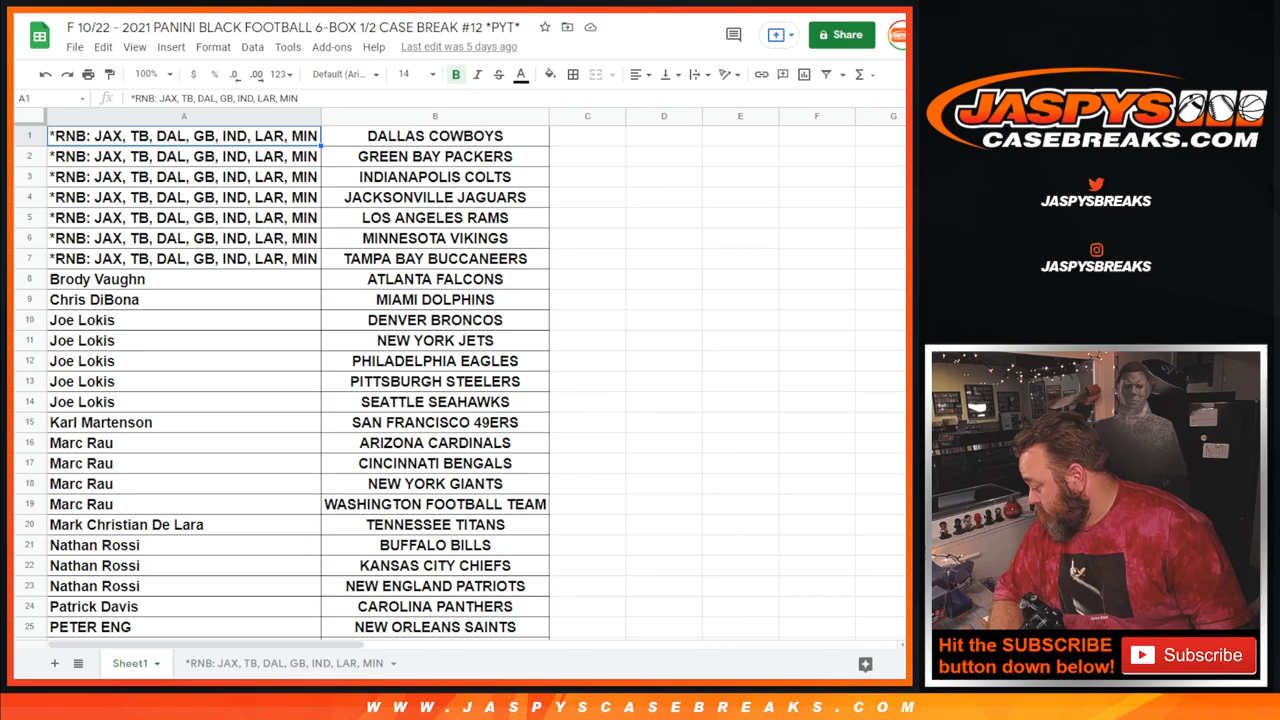 F 10/22 - 2021 PANINI BLACK FOOTBALL 6-BOX 1/2 CASE BREAK #12 *PYT*
File Edit View Insert Format Data Tools Add-ons Help Last edit was 5 days ago
Share
100% $ % .0 .00 123 Default (Ari... 14 B I S A
A1 fx *RNB: JAX, TB, DAL, GB, IND, LAR, MIN
A B C D E F G
1 *RNB: JAX, TB, DAL, GB, IND, LAR, MIN DALLAS COWBOYS
2 *RNB: JAX, TB, DAL, GB, IND, LAR, MIN GREEN BAY PACKERS
3 *RNB: JAX, TB, DAL, GB, IND, LAR, MIN INDIANAPOLIS COLTS
4 *RNB: JAX, TB, DAL, GB, IND, LAR, MIN JACKSONVILLE JAGUARS
5 *RNB: JAX, TB, DAL, GB, IND, LAR, MIN LOS ANGELES RAMS
6 *RNB: JAX, TB, DAL, GB, IND, LAR, MIN MINNESOTA VIKINGS
7 *RNB: JAX, TB, DAL, GB, IND, LAR, MIN TAMPA BAY BUCCANEERS
8 Brody Vaughn ATLANTA FALCONS
9 Chris DiBona MIAMI DOLPHINS
10 Joe Lokis DENVER BRONCOS
11 Joe Lokis NEW YORK JETS
12 Joe Lokis PHILADELPHIA EAGLES
13 Joe Lokis PITTSBURGH STEELERS
14 Joe Lokis SEATTLE SEAHAWKS
15 Karl Martenson SAN FRANCISCO 49ERS
16 Marc Rau ARIZONA CARDINALS
17 Marc Rau CINCINNATI BENGALS
18 Marc Rau NEW YORK GIANTS
19 Marc Rau WASHINGTON FOOTBALL TEAM
20 Mark Christian De Lara TENNESSEE TITANS
21 Nathan Rossi BUFFALO BILLS
22 Nathan Rossi KANSAS CITY CHIEFS
23 Nathan Rossi NEW ENGLAND PATRIOTS
24 Patrick Davis CAROLINA PANTHERS
25 PETER ENG NEW ORLEANS SAINTS
Sheet1 *RNB: JAX, TB, DAL, GB, IND, LAR, MIN
JASPYS
CASEBREAKS.COM
JASPYSBREAKS
JASPYSBREAKS
Hit the SUBSCRIBE
button down below!
Subscribe
WWW.JASPYSCASEBREAKS.COM